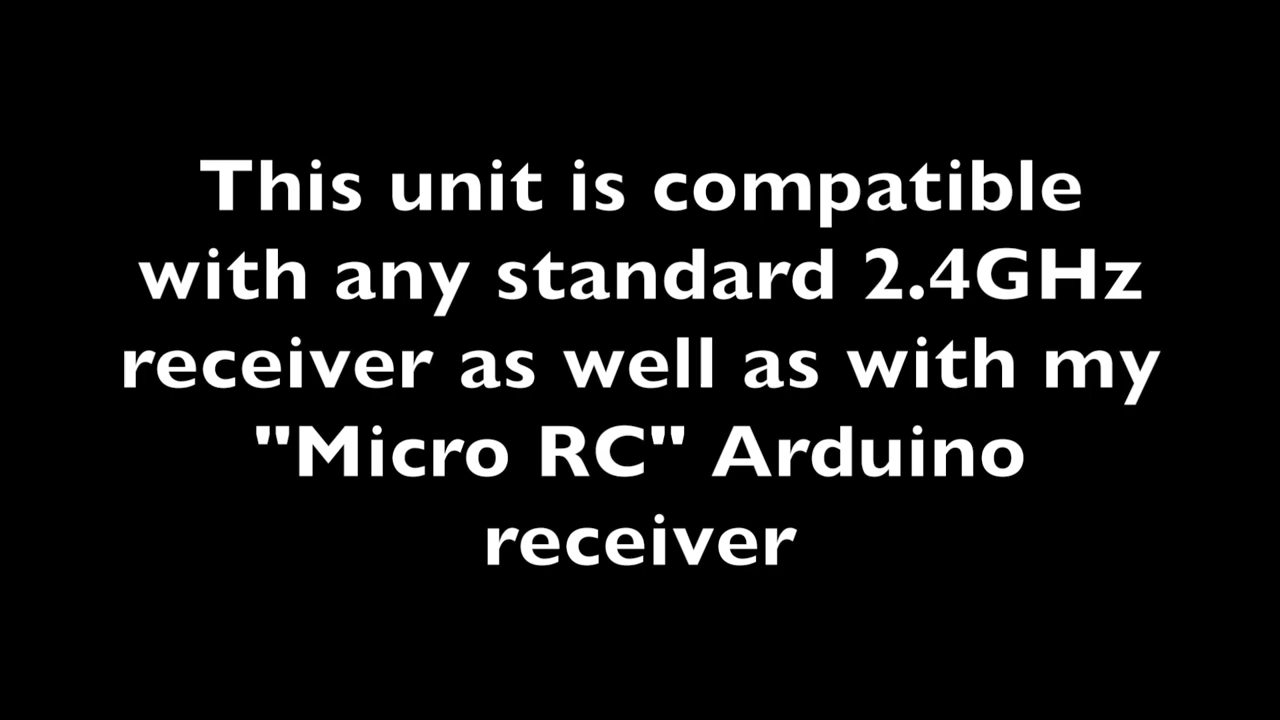 This unit is compatible
with any standard 2.4GHz
receiver as well as with my
"Micro RC" Arduino
receiver